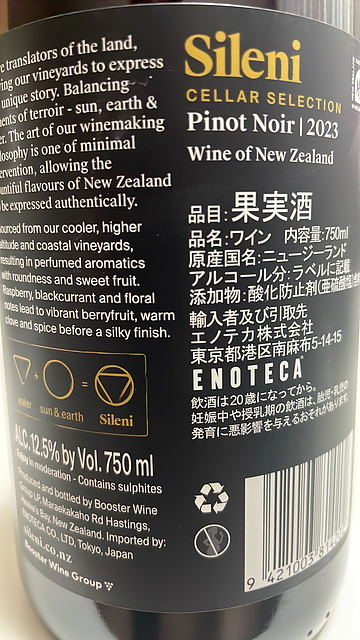 translators of the land,
our vineyards to express
unique story. Balancing
of terroir - sun, earth &
The art of our winemaking
is one of minimal
allowing the
flavours of New Zealand
be expressed authentically.
from our cooler, higher
and coastal vineyards,
resulting in perfumed aromatics
with roundness and sweet fruit.
Raspberry, blackcurrant and floral
notes lead to vibrant berryfruit, warm
clove and spice before a silky finish.
+ =
water sun & earth Sileni
ALC. 12.5% by Vol. 750 ml
Enjoy in moderation - Contains sulphites
Produced and bottled by Booster Wine
Group LP, Maraekakaho Rd Hastings,
Bay, New Zealand. Imported by:
ENOTECA CO., LTD, Tokyo, Japan
sileni.co.nz
Booster Wine Group
Sileni
CELLAR SELECTION
Pinot Noir | 2023
Wine of New Zealand
品目:果実酒
品名:ワイン 内容量:750ml
原産国名:ニュージーランド
アルコール分:ラベルに記載
添加物:酸化防止剤(亜硫酸塩)
輸入者及び引取先
エノテカ株式会社
東京都港区南麻布5-14-15
ENOTECA
飲酒は20歳になってから。
妊娠中や授乳期の飲酒は、胎児・乳児の
発育に悪影響を与えるおそれがあります
9 421003